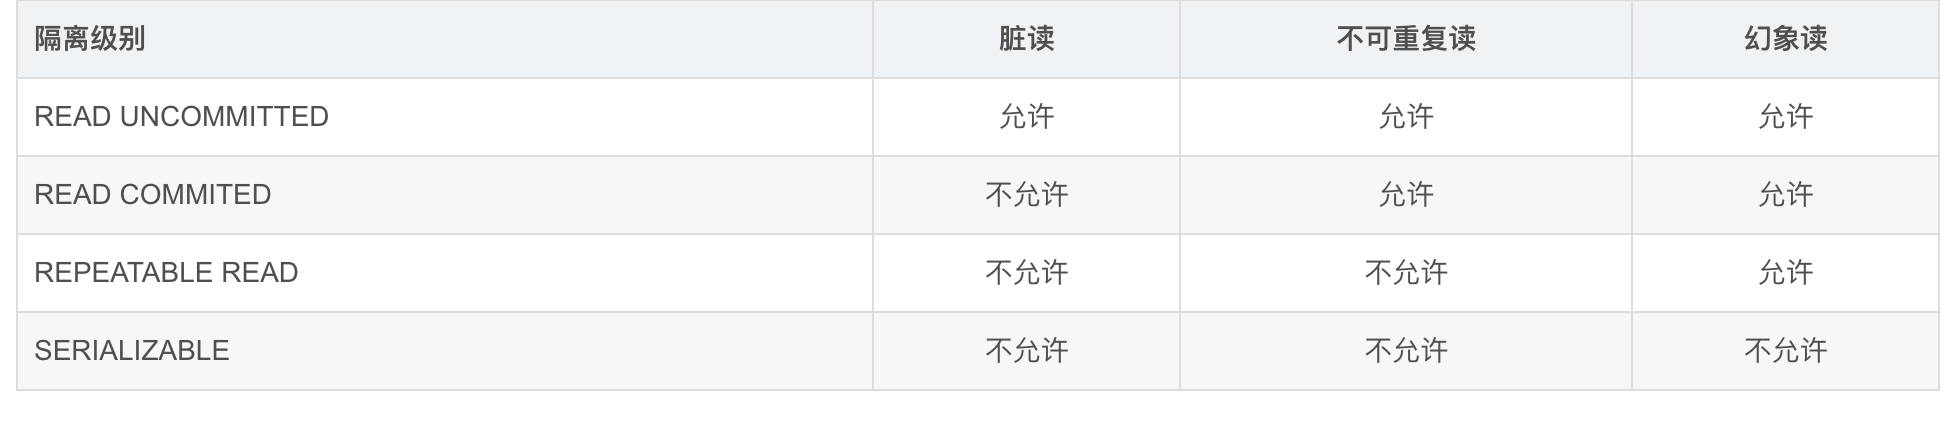 隔离级别 脏读 不可重复读 幻象读
READ UNCOMMITTED 允许 允许 允许
READ COMMITED 不允许 允许 允许
REPEATABLE READ 不允许 不允许 允许
SERIALIZABLE 不允许 不允许 不允许